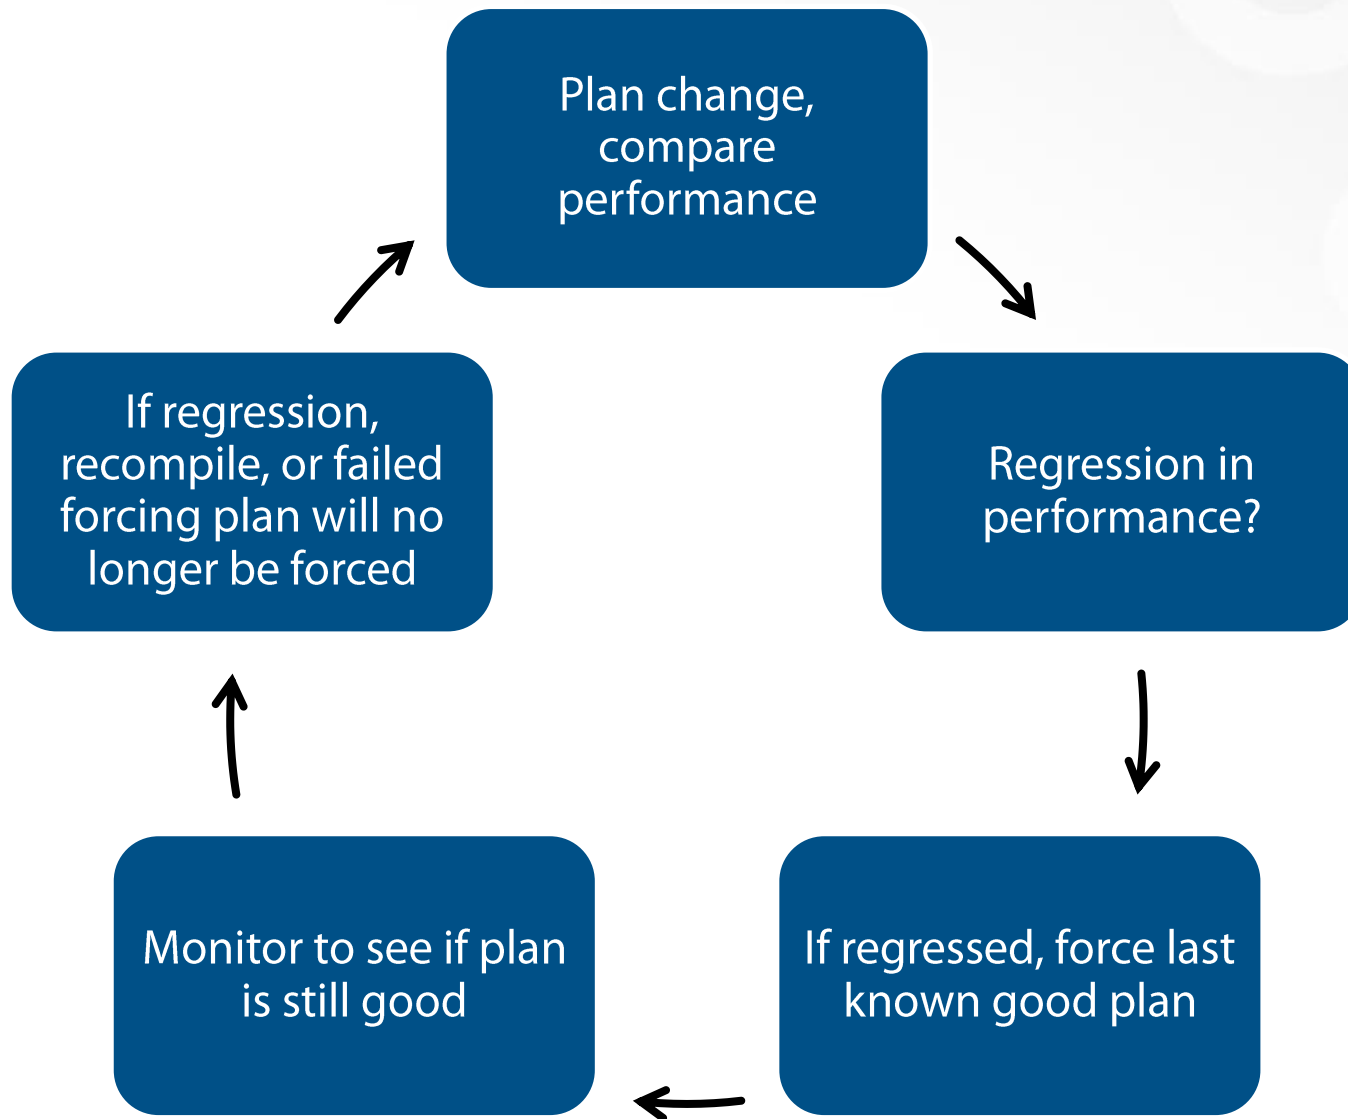 Plan change,
compare
performance
Regression in
performance?
If regressed, force last
known good plan
Monitor to see if plan
is still good
If regression,
recompile, or failed
forcing plan will no
longer be forced